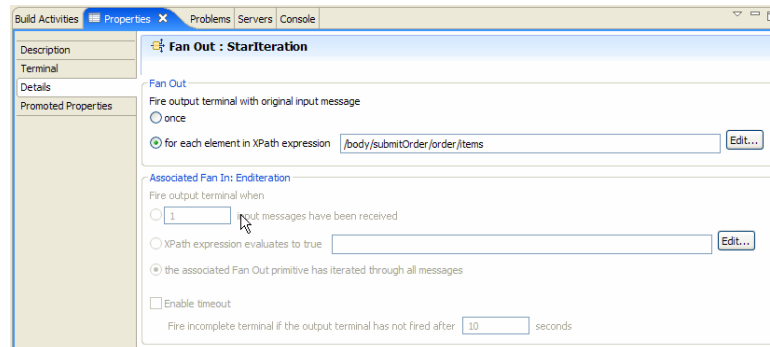 Build Activities Properties Problems Servers Console
Fan Out : StarIteration
Description
Terminal
Details
Promoted Properties
Fan Out
Fire output terminal with original input message
once
for each element in XPath expression /body/submitOrder/order/items Edit...
Associated Fan In: Enditeration
Fire output terminal when
1 input messages have been received
XPath expression evaluates to true Edit...
the associated Fan Out primitive has iterated through all messages
Enable timeout
Fire incomplete terminal if the output terminal has not fired after 10 seconds